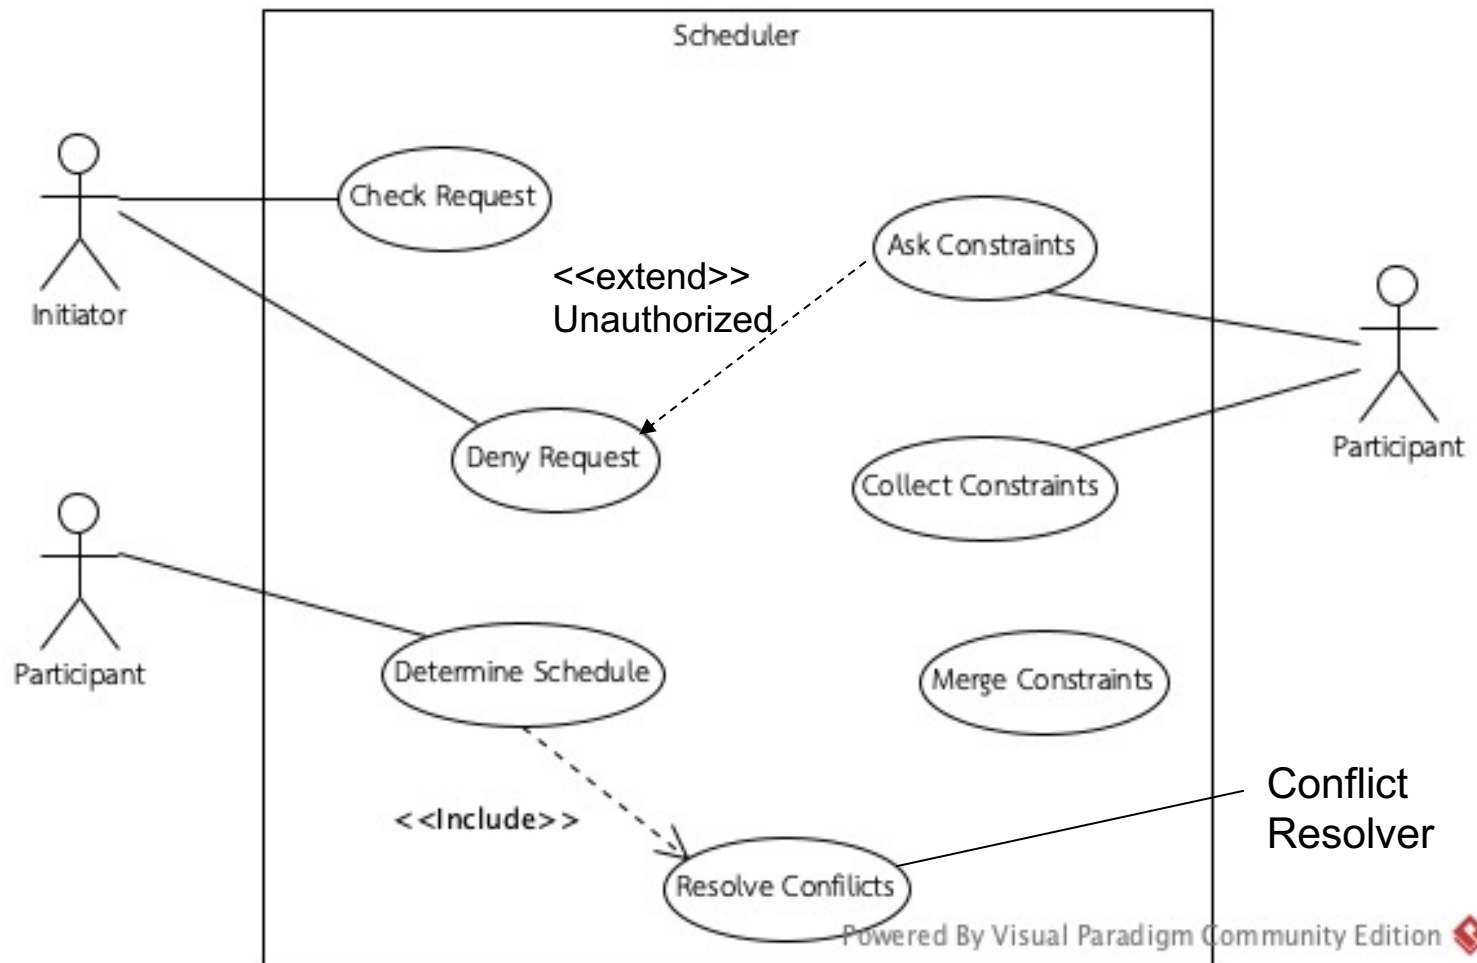 Scheduler
Check Request
Ask Constraints
<<extend>>
Unauthorized
Initiator
Participant
Deny Request
Collect Constraints
Participant
Determine Schedule
Merge Constraints
<<Include>>
Conflict
Resolver
Resolve Confilicts
Powered By Visual Paradigm Community Edition